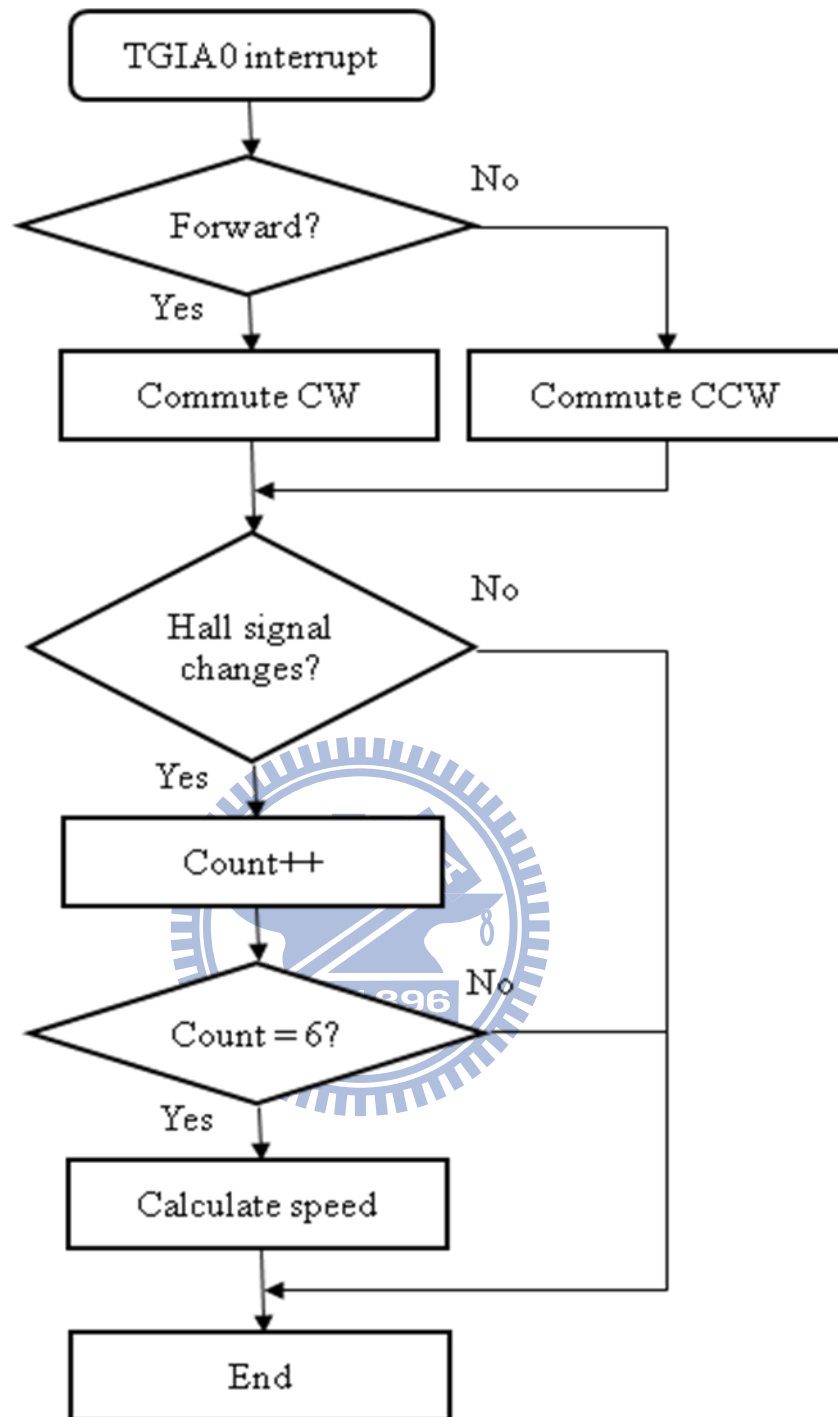 TGIA0 interrupt
Forward?
No
Yes
Commute CW
Commute CCW
Hall signal
changes?
No
Yes
Count++
Count = 6?
No
896
Yes
Calculate speed
End